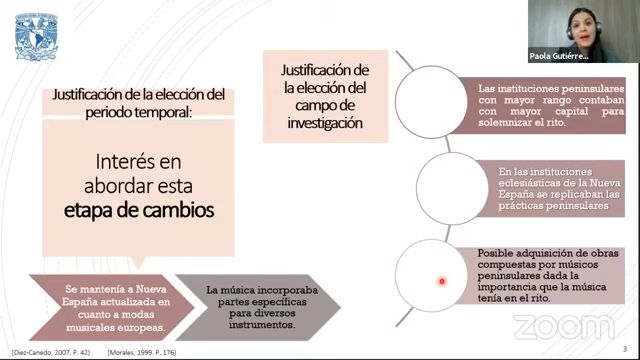 Paola Gutiérre...
Justificación de la elección del
periodo temporal:
Interés en
abordar esta
etapa de cambios
Se mantenía a Nueva
España actualizada en
cuanto a modas
musicales europeas.
La música incorporaba
partes específicas
para diversos
instrumentos.
(Diez-Canedo, 2007. P. 42)
(Morales, 1999. P. 176)
Justificación de
la elección del
campo de
investigación
Las instituciones peninsulares
con mayor rango contaban
con mayor capital para
solemnizar el rito.
En las instituciones
eclesiásticas de la Nueva
España se replicaban las
prácticas peninsulares
Posible adquisición de obras
compuestas por músicos
peninsulares dada la
importancia que la música
tenía en el rito.
zoom
3